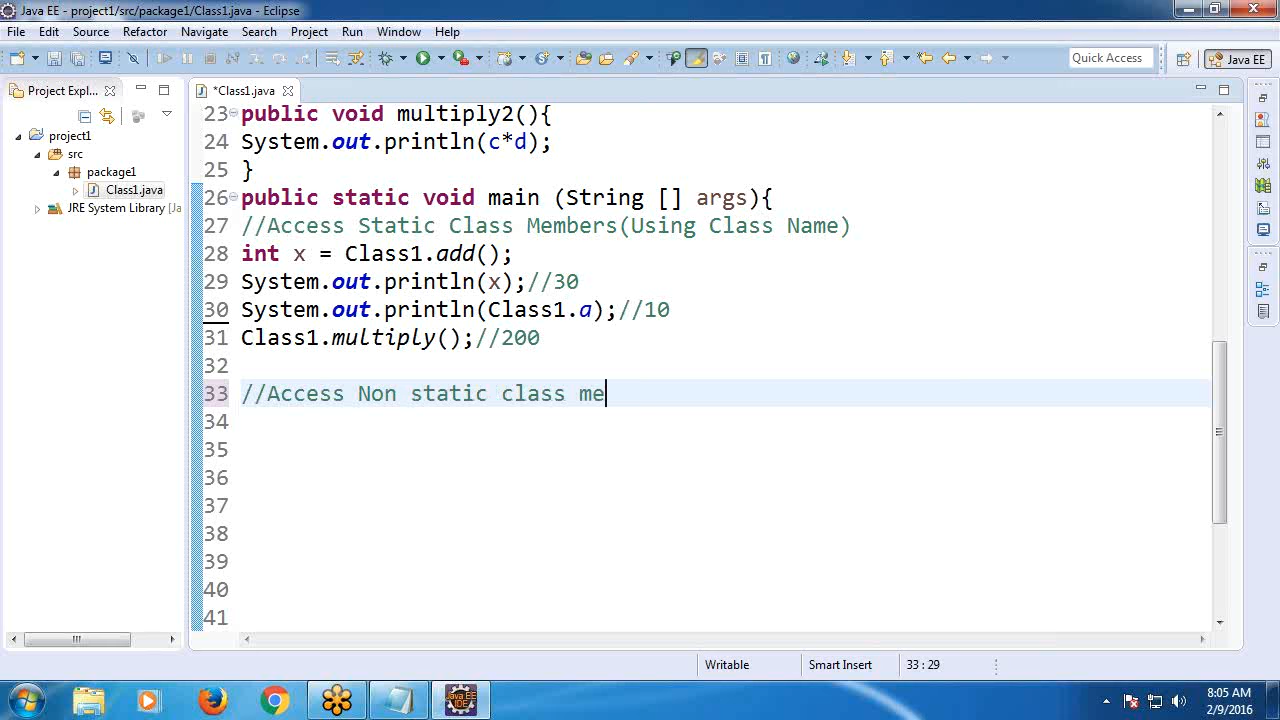 Java EE - project1/src/package1/Class1.java - Eclipse
File Edit Source Refactor Navigate Search Project Run Window Help
Quick Access
Java EE
Project Expl...
*Class1.java
project1
src
package1
Class1.java
JRE System Library [Ja
23 public void multiply2(){
24 System.out.println(c*d);
25 }
26 public static void main (String [] args){
27 //Access Static Class Members(Using Class Name)
28 int x = Class1.add();
29 System.out.println(x);//30
30 System.out.println(Class1.a);//10
31 Class1.multiply();//200
32
33 //Access Non static class me
34
35
36
37
38
39
40
41
Writable Smart Insert 33 : 29
Java EE
IDE
8:05 AM
2/9/2016